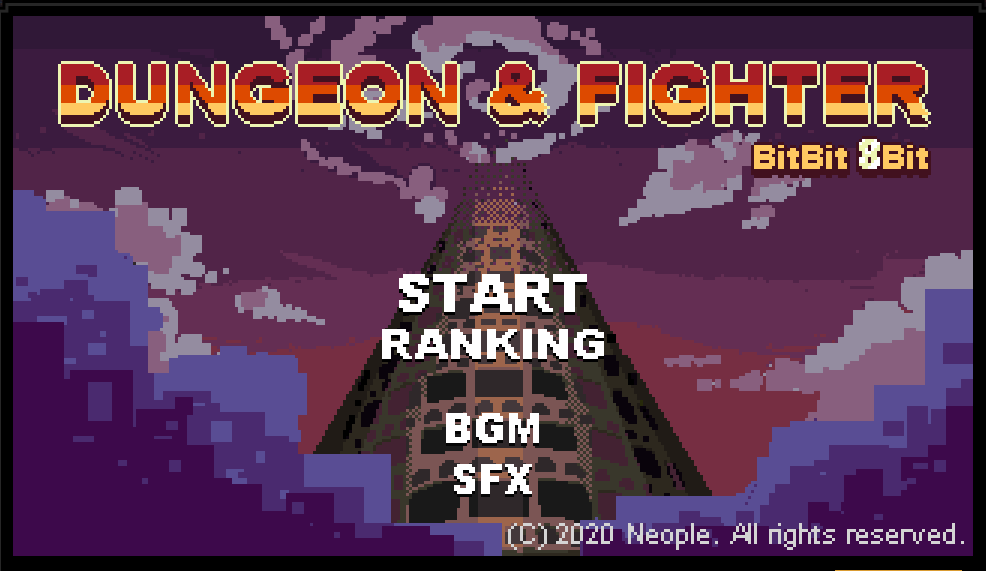 DUNGEON & FIGHTER
BitBit 8Bit
START
RANKING
BGM
SFX
(C) 2020 Neople. All rights reserved.